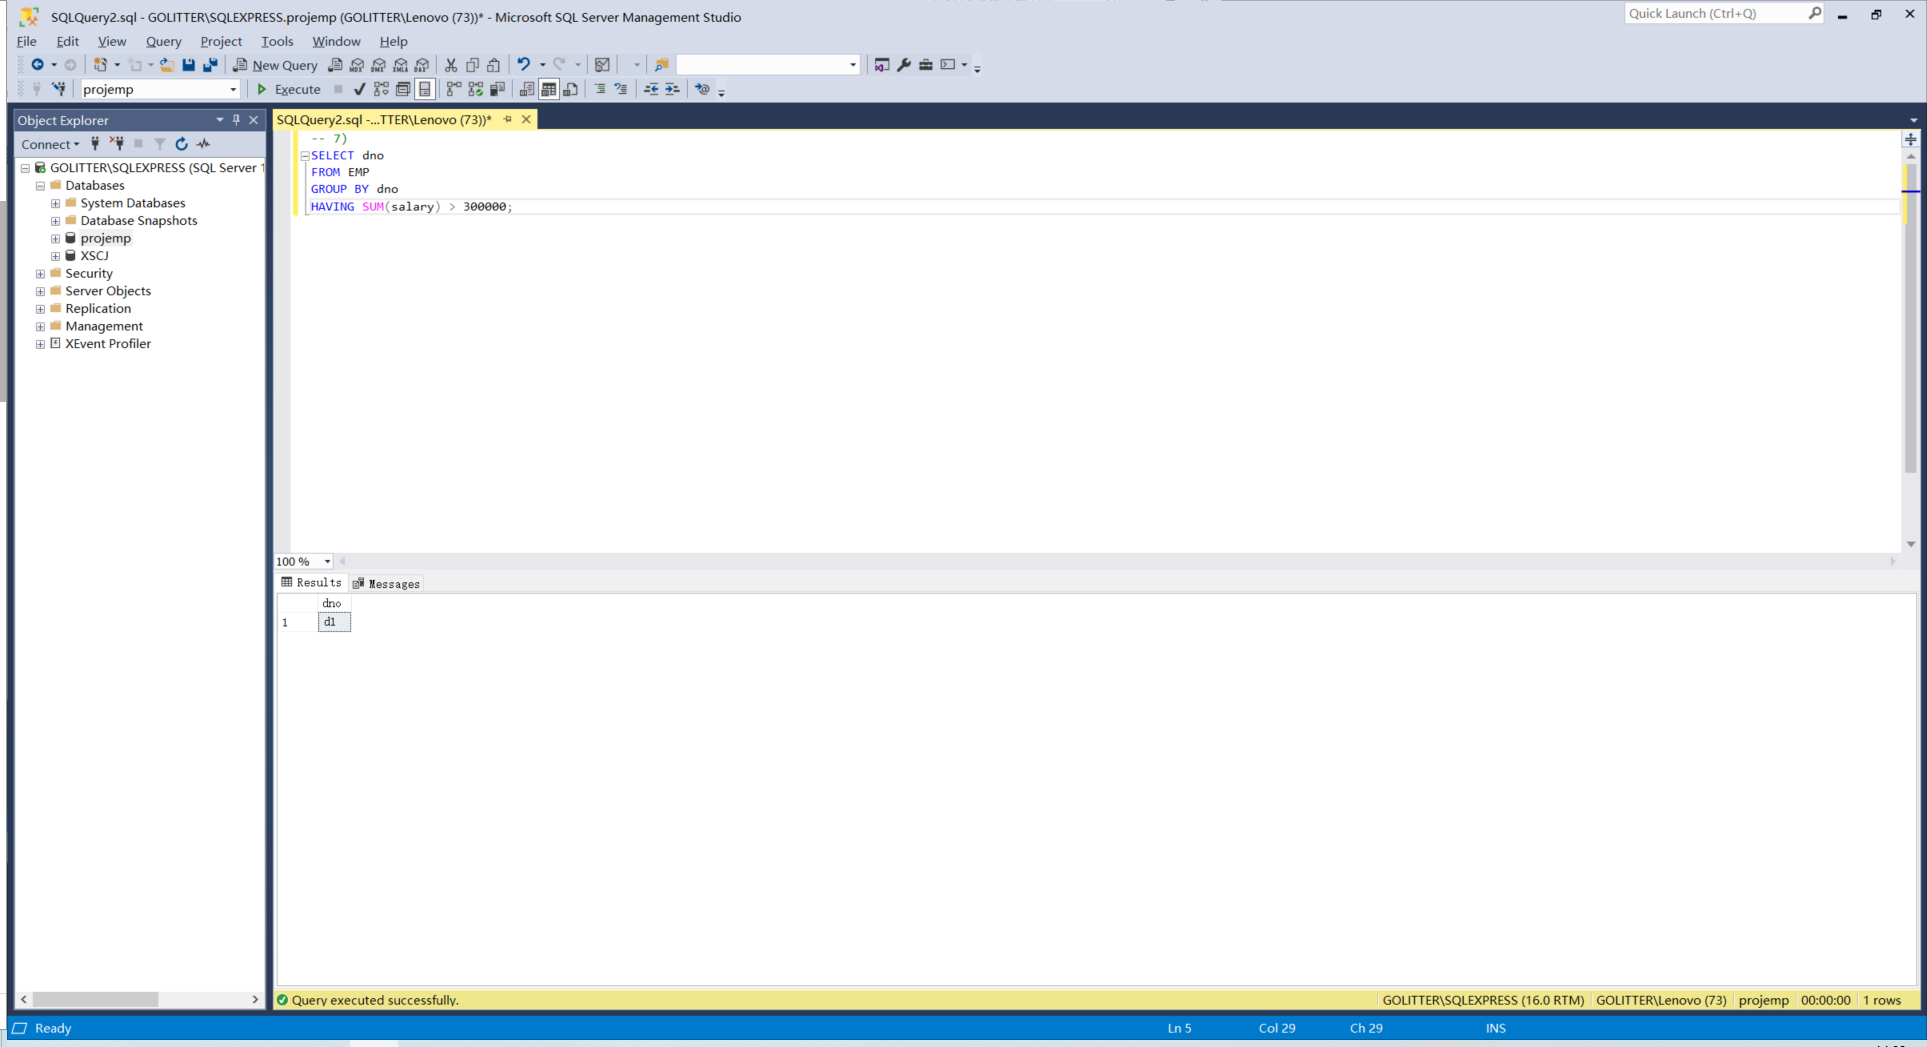 SQLQuery2.sql - GOLITTER\SQLEXPRESS.projemp (GOLITTER\Lenovo (73))* - Microsoft SQL Server Management Studio
Quick Launch (Ctrl+Q)
File Edit View Query Project Tools Window Help
New Query MDX DMX XMLA DAX
projemp Execute
Object Explorer
SQLQuery2.sql -...TTER\Lenovo (73))*
Connect
GOLITTER\SQLEXPRESS (SQL Server 1
Databases
System Databases
Database Snapshots
projemp
XSCJ
Security
Server Objects
Replication
Management
XEvent Profiler
-- 7)
SELECT dno
FROM EMP
GROUP BY dno
HAVING SUM(salary) > 300000;
100 %
Results Messages
dno
1 d1
Query executed successfully.
GOLITTER\SQLEXPRESS (16.0 RTM) GOLITTER\Lenovo (73) projemp 00:00:00 1 rows
Ready Ln 5 Col 29 Ch 29 INS